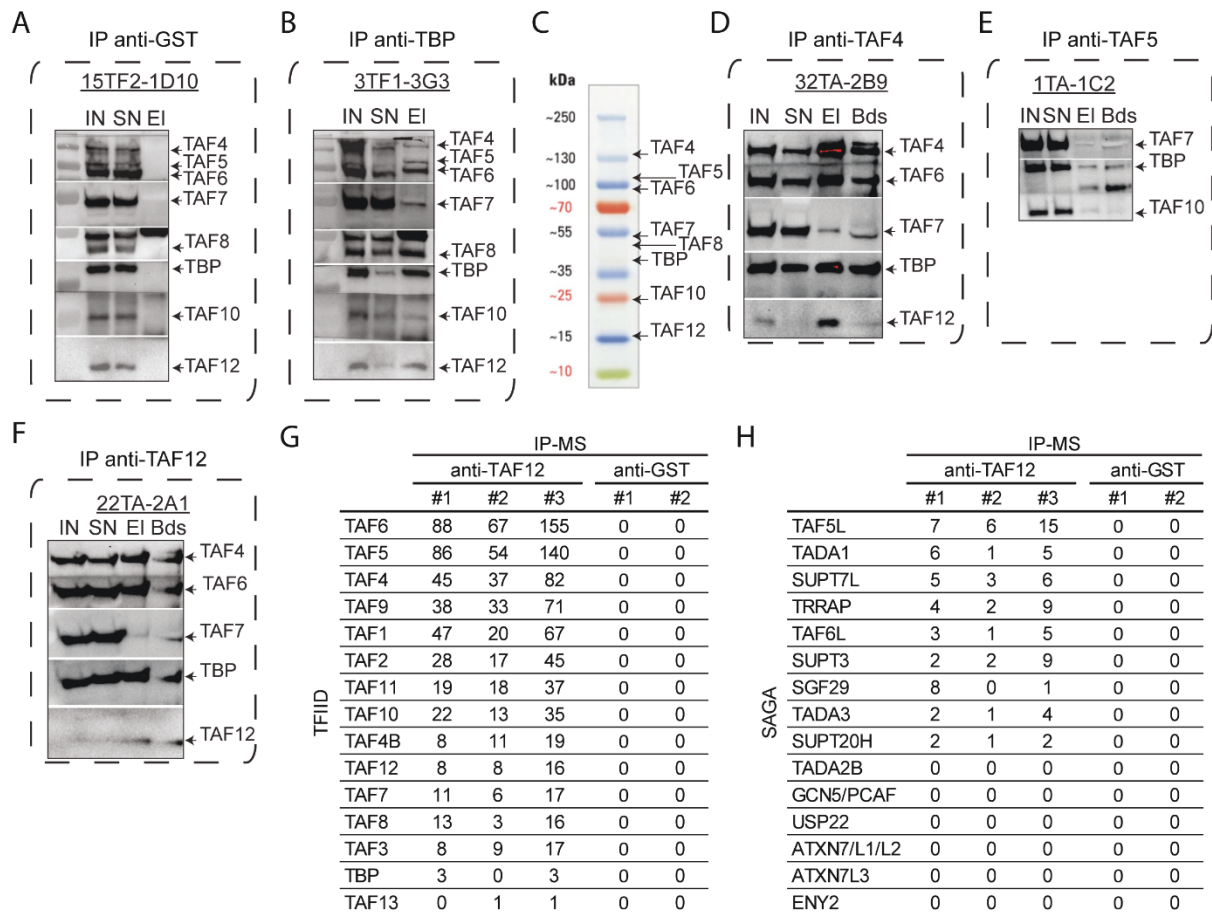 A
IP anti-GST
15TF2-1D10
IN SN El
TAF4
TAF5
TAF6
TAF7
TAF8
TBP
TAF10
TAF12
B
IP anti-TBP
3TF1-3G3
IN SN El
TAF4
TAF5
TAF6
TAF7
TAF8
TBP
TAF10
TAF12
C
kDa
~250
~130
~100
~70
~55
~35
~25
~15
~10
TAF4
TAF5
TAF6
TAF7
TAF8
TBP
TAF10
TAF12
D
IP anti-TAF4
32TA-2B9
IN SN El Bds
TAF4
TAF6
TAF7
TBP
TAF12
E
IP anti-TAF5
1TA-1C2
IN SN El Bds
TAF7
TBP
TAF10
F
IP anti-TAF12
22TA-2A1
IN SN El Bds
TAF4
TAF6
TAF7
TBP
TAF12
G
IP-MS
anti-TAF12 anti-GST
#1 #2 #3 #1 #2
TFIID
TAF6 88 67 155 0 0
TAF5 86 54 140 0 0
TAF4 45 37 82 0 0
TAF9 38 33 71 0 0
TAF1 47 20 67 0 0
TAF2 28 17 45 0 0
TAF11 19 18 37 0 0
TAF10 22 13 35 0 0
TAF4B 8 11 19 0 0
TAF12 8 8 16 0 0
TAF7 11 6 17 0 0
TAF8 13 3 16 0 0
TAF3 8 9 17 0 0
TBP 3 0 3 0 0
TAF13 0 1 1 0 0
H
IP-MS
anti-TAF12 anti-GST
#1 #2 #3 #1 #2
SAGA
TAF5L 7 6 15 0 0
TADA1 6 1 5 0 0
SUPT7L 5 3 6 0 0
TRRAP 4 2 9 0 0
TAF6L 3 1 5 0 0
SUPT3 2 2 9 0 0
SGF29 8 0 1 0 0
TADA3 2 1 4 0 0
SUPT20H 2 1 2 0 0
TADA2B 0 0 0 0 0
GCN5/PCAF 0 0 0 0 0
USP22 0 0 0 0 0
ATXN7/L1/L2 0 0 0 0 0
ATXN7L3 0 0 0 0 0
ENY2 0 0 0 0 0